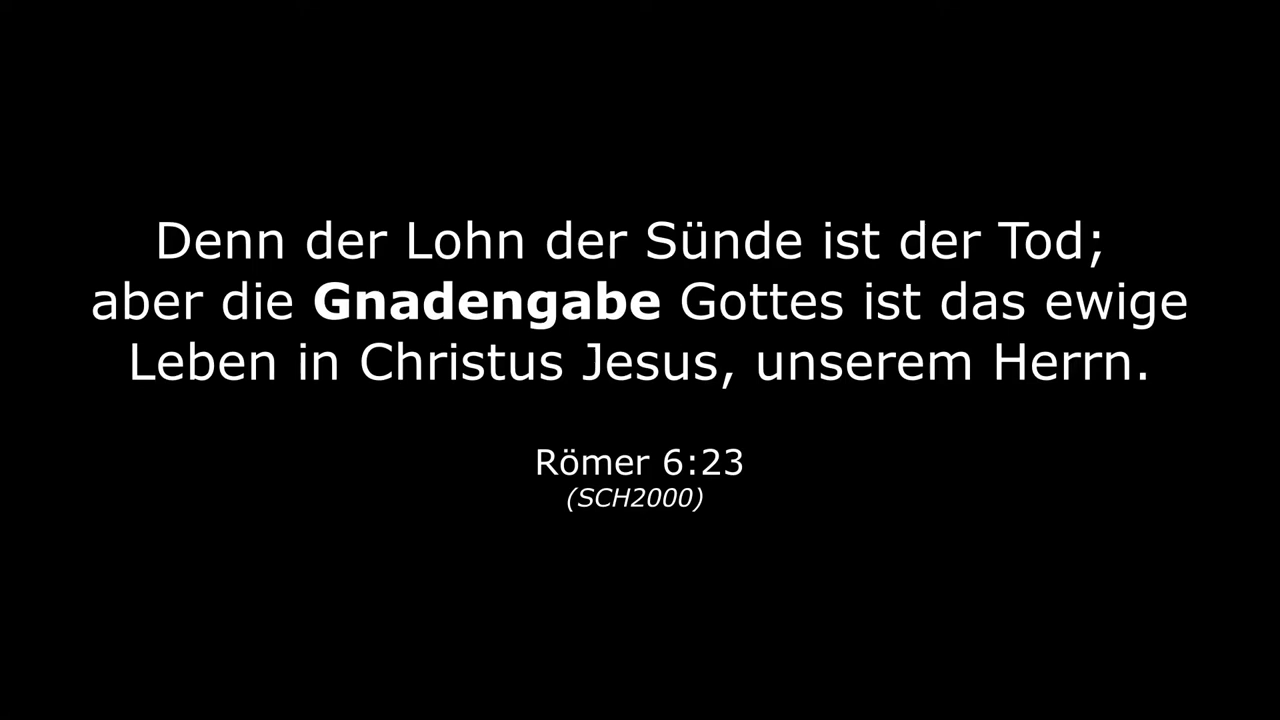 Denn der Lohn der Sünde ist der Tod;
aber die Gnadengabe Gottes ist das ewige
Leben in Christus Jesus, unserem Herrn.
Römer 6:23
(SCH2000)